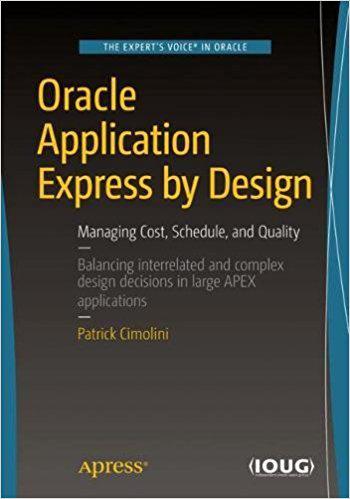 THE EXPERT'S VOICE® IN ORACLE
Oracle
Application
Express by Design
Managing Cost, Schedule, and Quality
Balancing interrelated and complex
design decisions in large APEX
applications
Patrick Cimolini
Apress®
(IOUG)